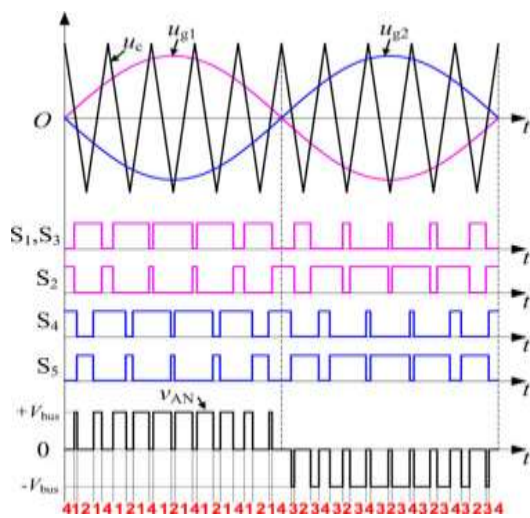 u_c
u_g1
u_g2
O
t
S₁,S₃
t
S₂
t
S₄
t
S₅
t
v_AN
+V_bus
0
t
-V_bus
41214121412141214121432343234323432343234